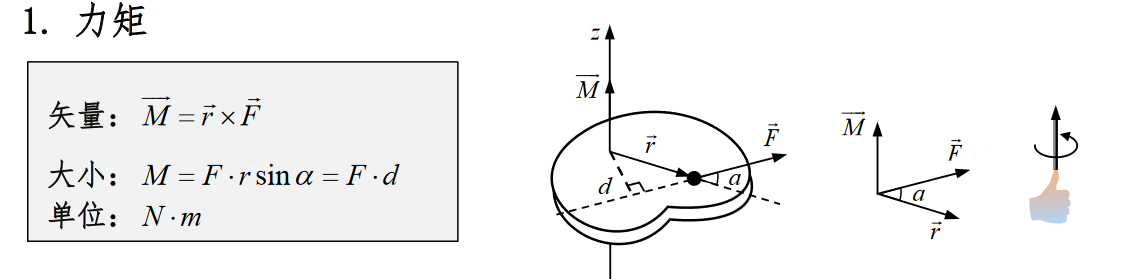 1. 力矩
矢量： $\overrightarrow{M} = \vec{r} \times \vec{F}$
大小： $M = F \cdot r \sin \alpha = F \cdot d$
单位： $N \cdot m$
z
$\overrightarrow{M}$
$\vec{r}$
$\vec{F}$
d
a
$\overrightarrow{M}$
$\vec{F}$
a
$\vec{r}$